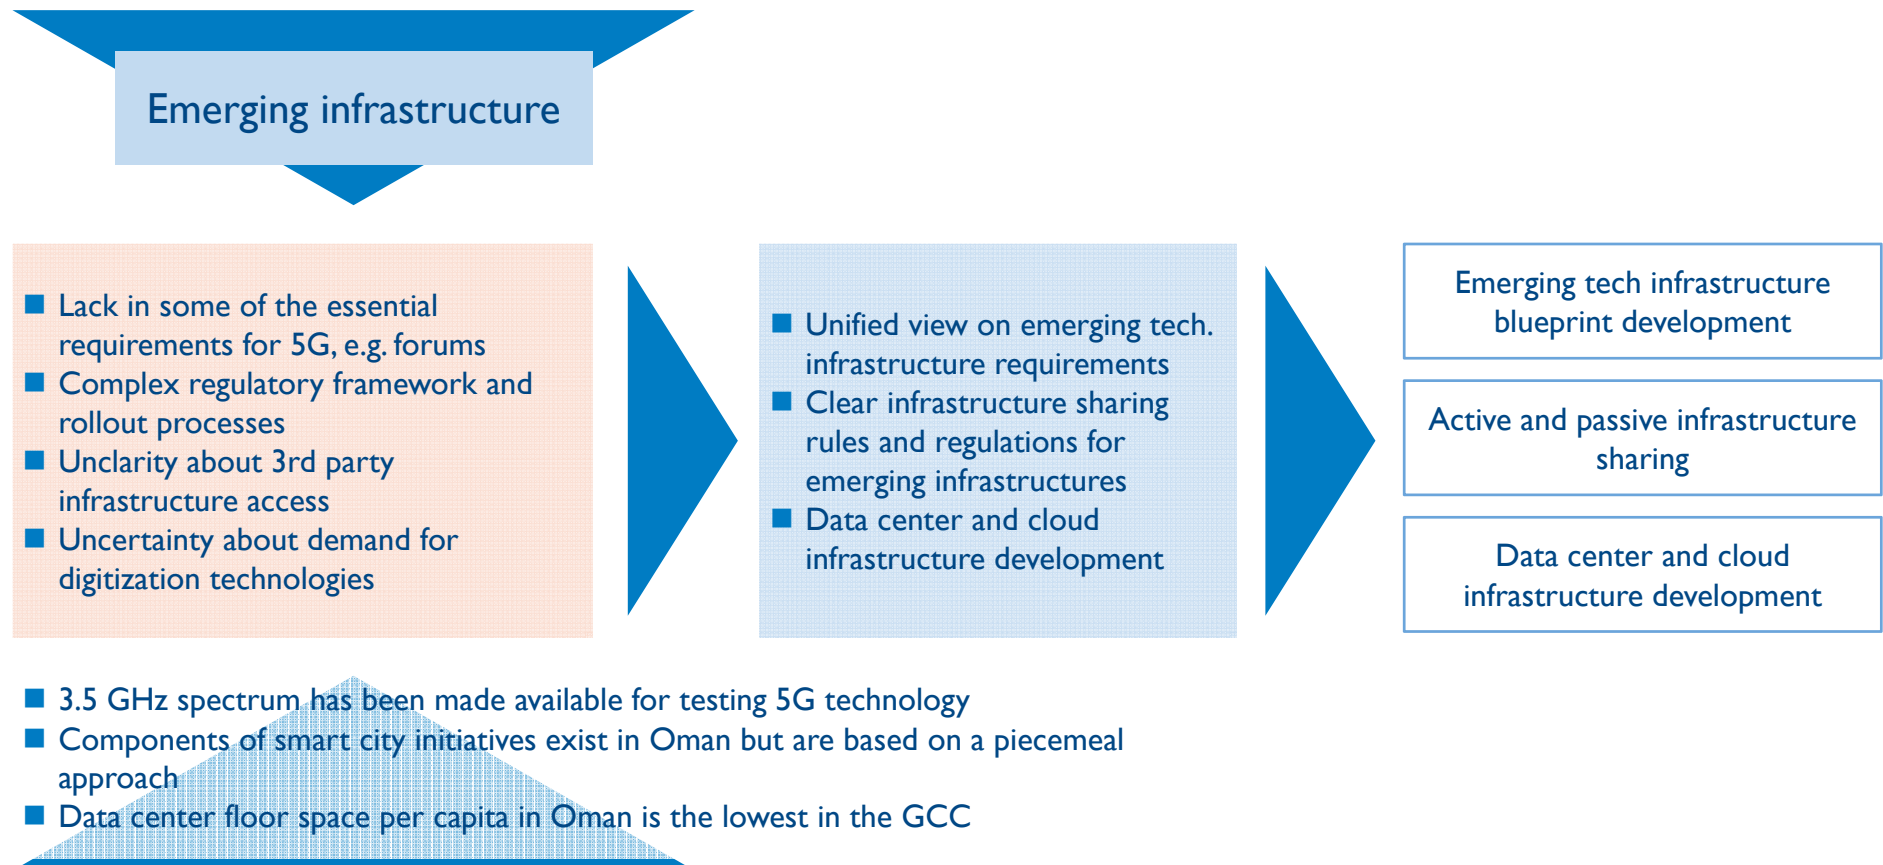 Emerging infrastructure
■ Lack in some of the essential
requirements for 5G, e.g. forums
■ Complex regulatory framework and
rollout processes
■ Unclarity about 3rd party
infrastructure access
■ Uncertainty about demand for
digitization technologies
■ Unified view on emerging tech.
infrastructure requirements
■ Clear infrastructure sharing
rules and regulations for
emerging infrastructures
■ Data center and cloud
infrastructure development
Emerging tech infrastructure
blueprint development
Active and passive infrastructure
sharing
Data center and cloud
infrastructure development
■ 3.5 GHz spectrum has been made available for testing 5G technology
■ Components of smart city initiatives exist in Oman but are based on a piecemeal
approach
■ Data center floor space per capita in Oman is the lowest in the GCC